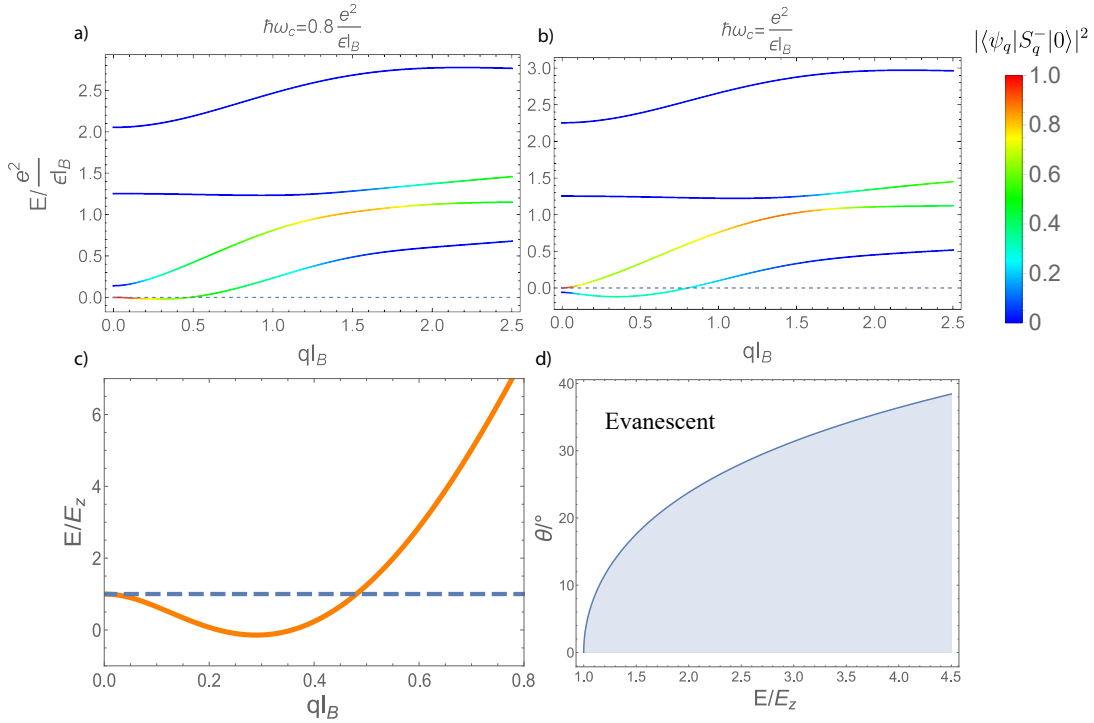 a)
ħω_c=0.8 e²/ϵl_B
b)
ħω_c= e²/ϵl_B
|⟨ψ_q|S_q^-|0⟩|²
E/ e²/ϵl_B
2.5
2.0
1.5
1.0
0.5
0.0
0.0 0.5 1.0 1.5 2.0 2.5
ql_B
3.0
2.5
2.0
1.5
1.0
0.5
0.0
0.0 0.5 1.0 1.5 2.0 2.5
ql_B
1.0
0.8
0.6
0.4
0.2
0
c)
E/E_z
6
4
2
0
0.0 0.2 0.4 0.6 0.8
ql_B
d)
Evanescent
θ/°
40
30
20
10
0
1.0 1.5 2.0 2.5 3.0 3.5 4.0 4.5
E/E_z